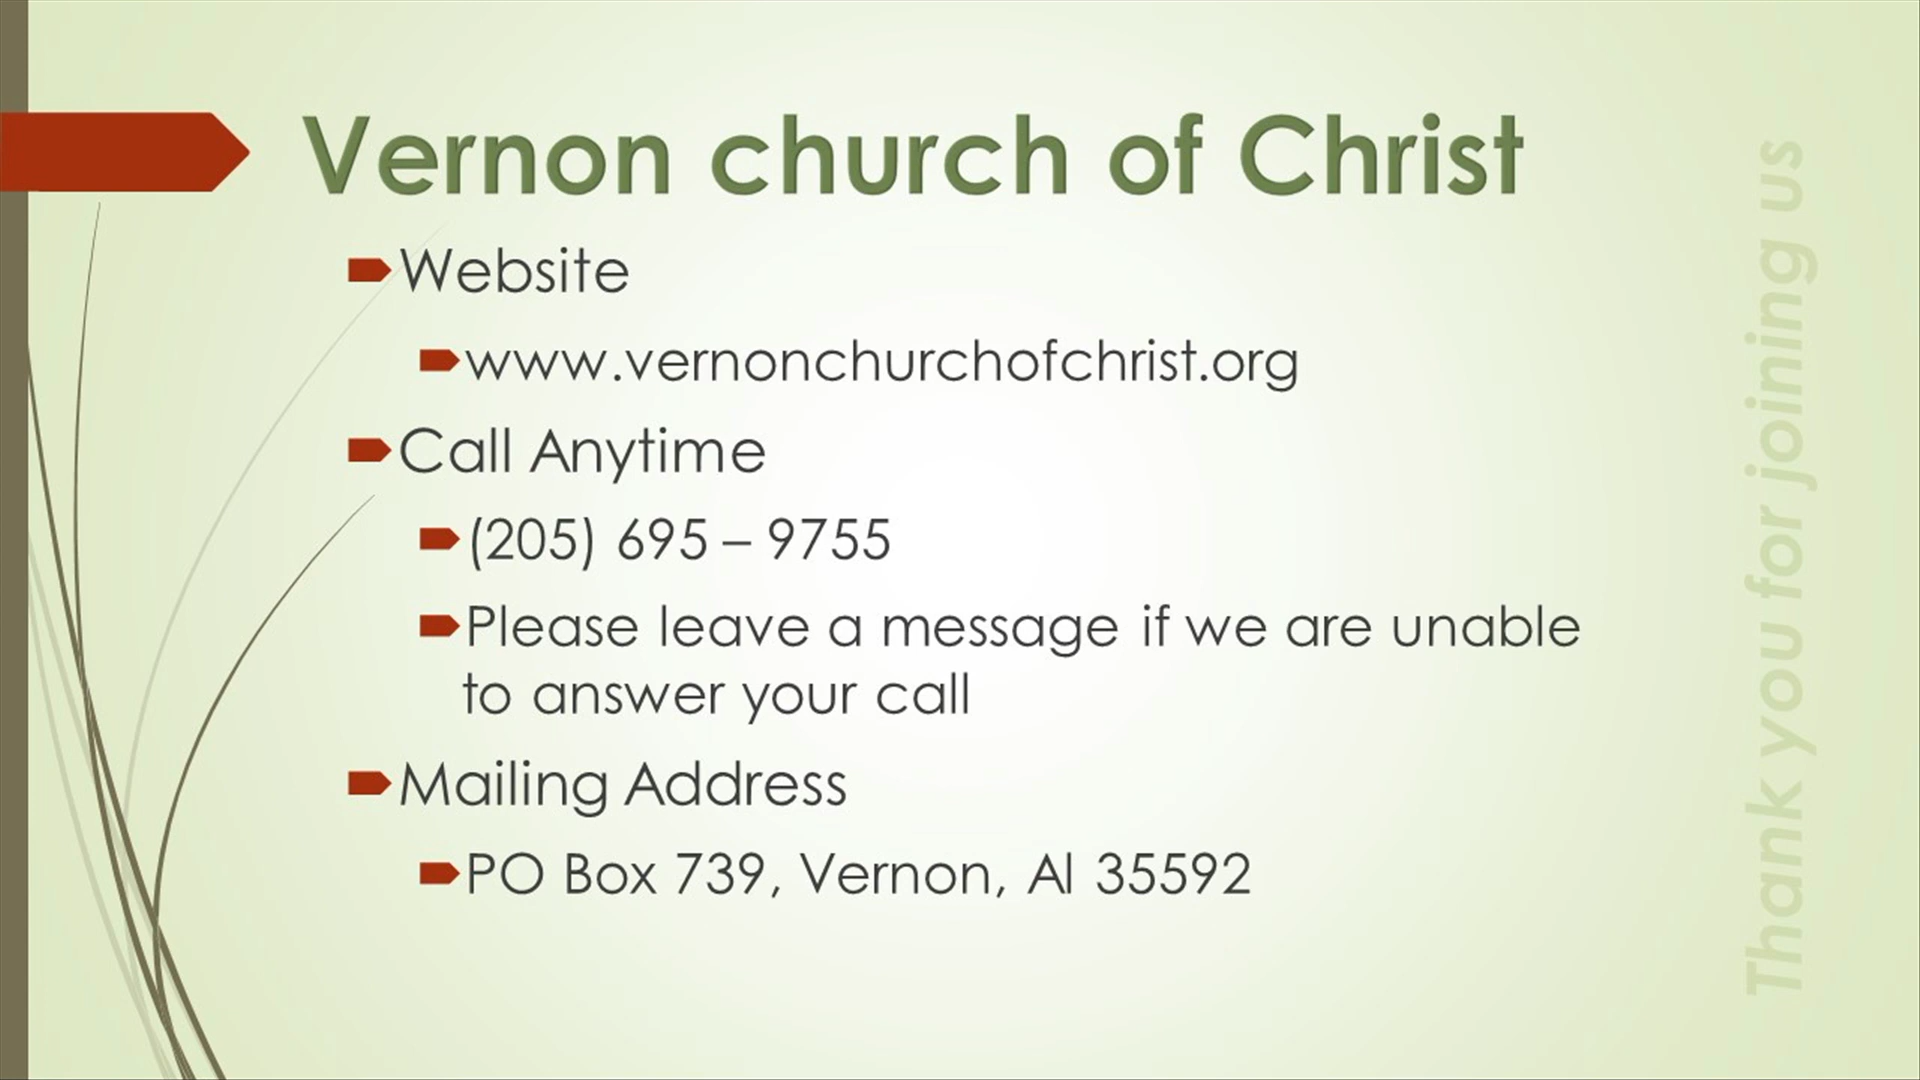 Vernon church of Christ
Website
www.vernonchurchofchrist.org
Call Anytime
(205) 695 – 9755
Please leave a message if we are unable
to answer your call
Mailing Address
PO Box 739, Vernon, Al 35592
Thank you for joining us